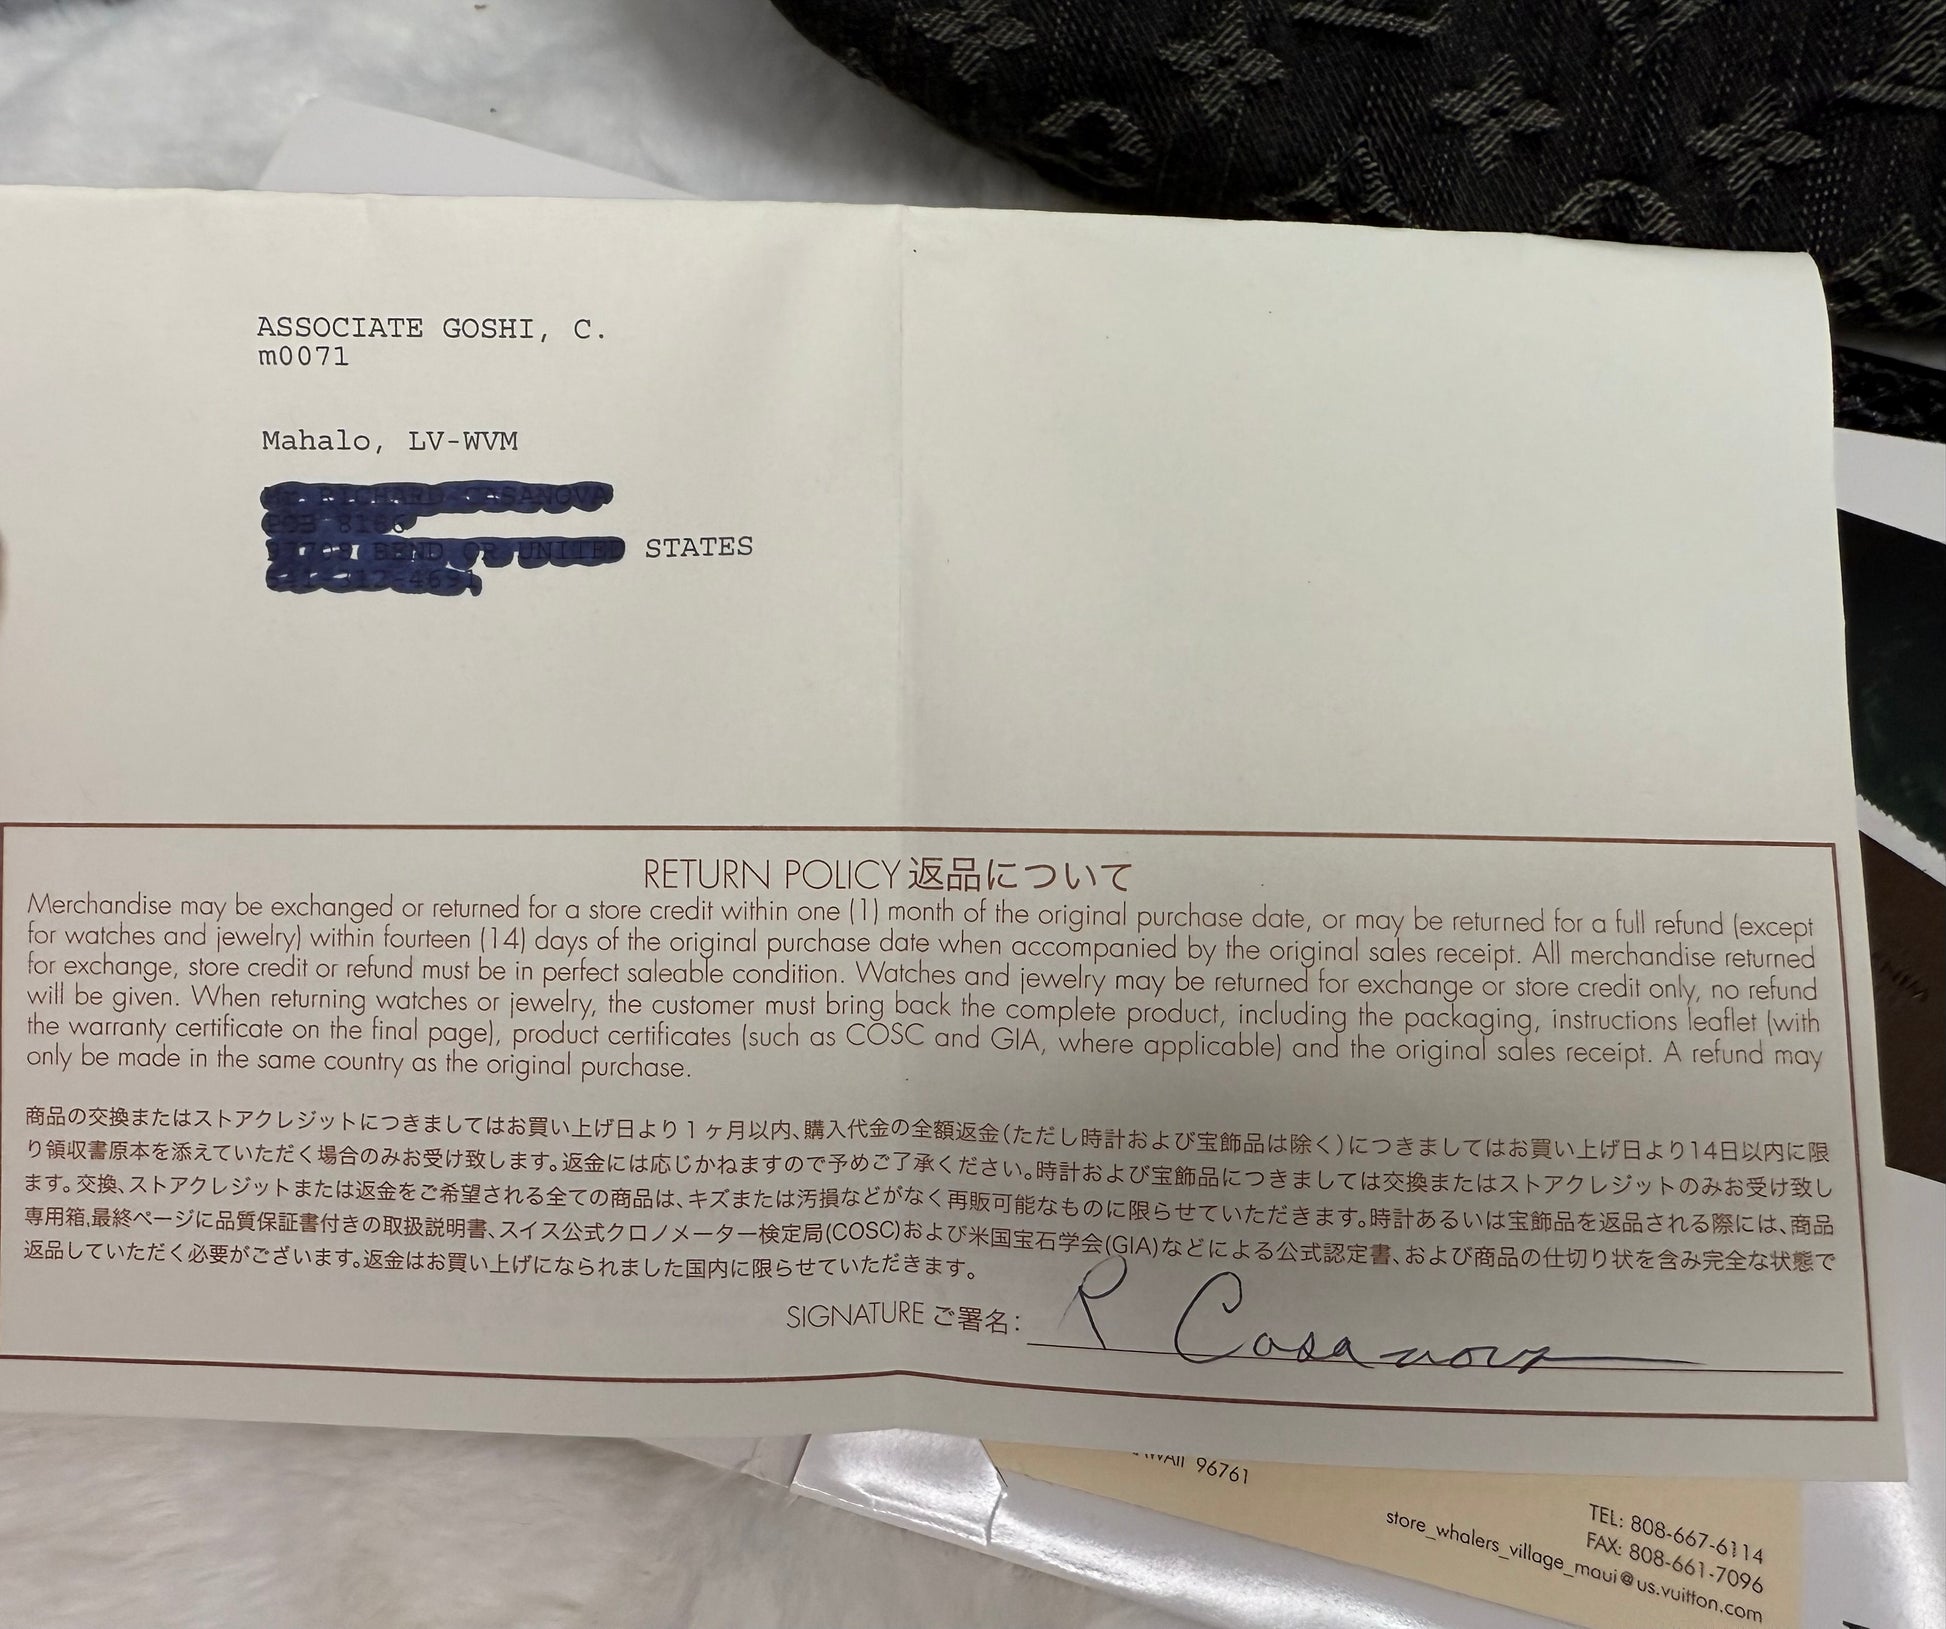 ASSOCIATE GOSHI, C.
m0071
Mahalo, LV-WVM
STATES
RETURN POLICY 返品について
Merchandise may be exchanged or returned for a store credit within one (1) month of the original purchase date, or may be returned for a full refund (except
for watches and jewelry) within fourteen (14) days of the original purchase date when accompanied by the original sales receipt. All merchandise returned
for exchange, store credit or refund must be in perfect saleable condition. Watches and jewelry may be returned for exchange or store credit only, no refund
will be given. When returning watches or jewelry, the customer must bring back the complete product, including the packaging, instructions leaflet (with
the warranty certificate on the final page), product certificates (such as COSC and GIA, where applicable) and the original sales receipt. A refund may
only be made in the same country as the original purchase.
商品の交換またはストアクレジットにつきましてはお買い上げ日より1ヶ月以内、購入代金の全額返金(ただし時計および宝飾品は除く)につきましてはお買い上げ日より14日以内に限
り領収書原本を添えていただく場合のみお受け致します。返金には応じかねますので予めご了承ください。時計および宝飾品につきましては交換またはストアクレジットのみお受け致し
ます。交換、ストアクレジットまたは返金をご希望される全ての商品は、キズまたは汚損などがなく再販可能なものに限らせていただきます。時計あるいは宝飾品を返品される際には、商品
専用箱,最終ページに品質保証書付きの取扱説明書、スイス公式クロノメーター検定局(COSC)および米国宝石学会(GIA)などによる公式認定書、および商品の仕切り状を含み完全な状態で
返品していただく必要がございます。返金はお買い上げになられました国内に限らせていただきます。
SIGNATURE ご署名: R Casanova
96761
TEL: 808-667-6114
FAX: 808-661-7096
store_whalers_village_maui@us.vuitton.com